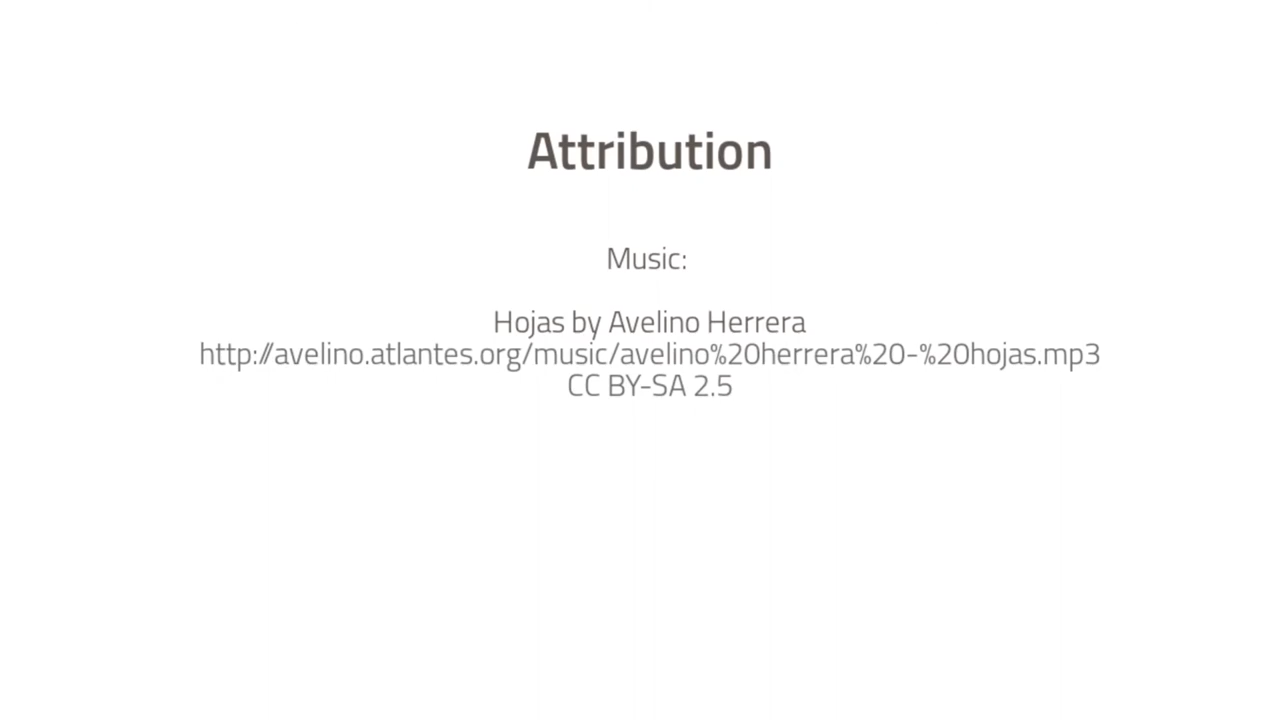 Attribution
Music:
Hojas by Avelino Herrera
http://avelino.atlantes.org/music/avelino%20herrera%20-%20hojas.mp3
CC BY-SA 2.5